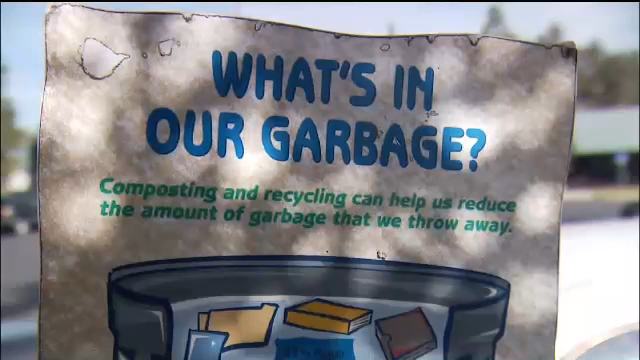 WHAT'S IN
OUR GARBAGE?
Composting and recycling can help us reduce
the amount of garbage that we throw away.